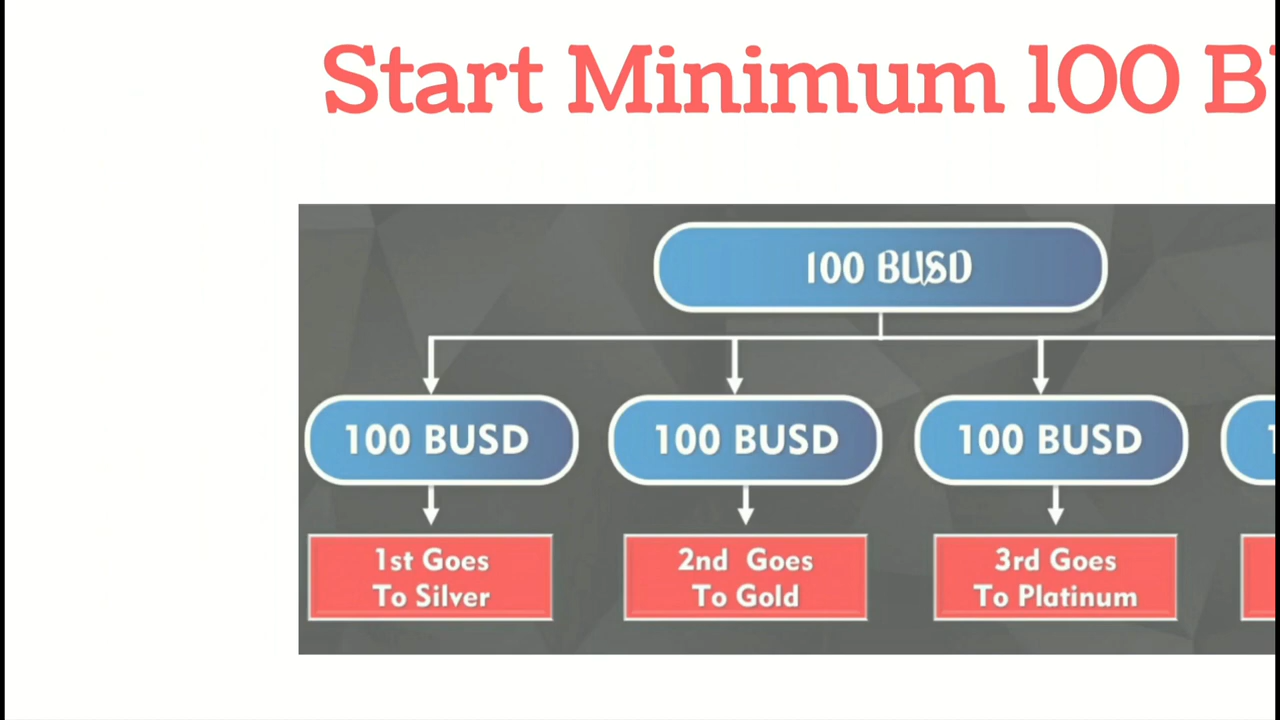 Start Minimum 100 B
100 BUSD
100 BUSD
100 BUSD
100 BUSD
1st Goes
To Silver
2nd Goes
To Gold
3rd Goes
To Platinum